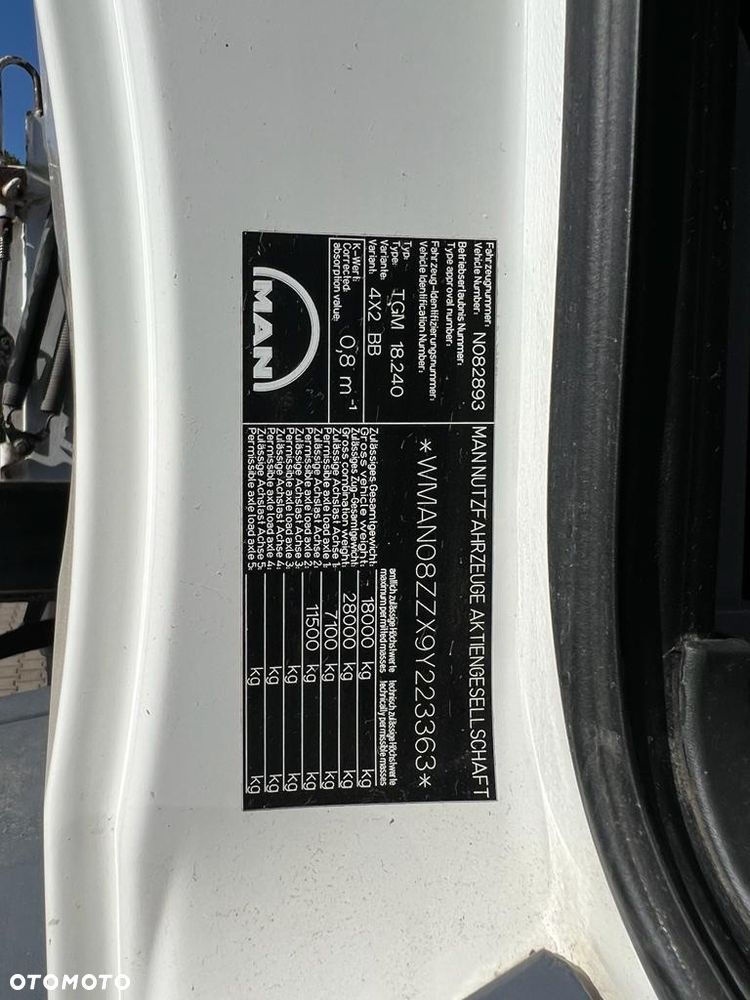 Fahrzeugnummer:
Vehicle Number: N082893
MAN NUTZFAHRZEUGE AKTIENGESELLSCHAFT
Betriebserlaubnis Nummer:
Type approval number:
Fahrzeug-Identifizierungsnummer:
Vehicle Identification Number:
*WMAN08ZZX9Y223363*
Typ:
Type: TGM 18.240
Variante:
Variant: 4X2 BB
K-Wert:
Corrected
absorption value: 0,8 m⁻¹
MAN
amtlich zulässige Höchstwerte technisch zulässige Höchstwerte
maximum permitted masses technically permissible masses
Zulässiges Gesamtgewicht:
Gross vehicle weight: 18000 kg kg
Zulässiges Zug-Gesamtgewicht:
Gross combination weight: 28000 kg kg
Zulässige Achslast Achse 1:
Permissible axle load axle 1: 7100 kg kg
Zulässige Achslast Achse 2:
Permissible axle load axle 2: 11500 kg kg
Zulässige Achslast Achse 3:
Permissible axle load axle 3: kg kg
Zulässige Achslast Achse 4:
Permissible axle load axle 4: kg kg
Zulässige Achslast Achse 5:
Permissible axle load axle 5: kg kg
OTOMOTO